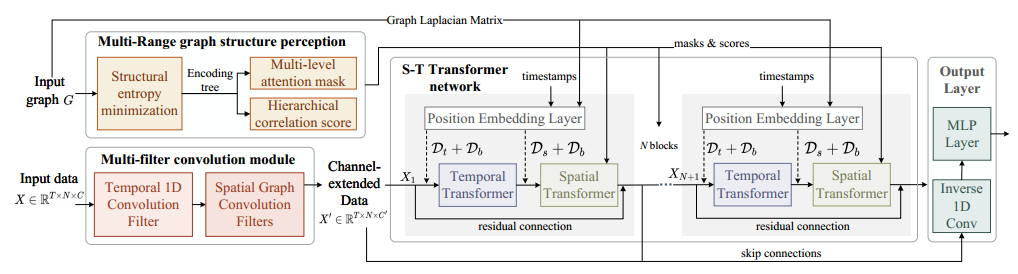 Graph Laplacian Matrix
Multi-Range graph structure perception
masks & scores
Input
graph G
Structural
entropy
minimization
Encoding
tree
Multi-level
attention mask
Hierarchical
correlation score
S-T Transformer
network
timestamps
Position Embedding Layer
𝒟t + 𝒟b
𝒟s + 𝒟b
X1
Temporal
Transformer
Spatial
Transformer
residual connection
N blocks
timestamps
Position Embedding Layer
𝒟t + 𝒟b
𝒟s + 𝒟b
XN+1
Temporal
Transformer
Spatial
Transformer
residual connection
Output
Layer
MLP
Layer
Inverse
1D
Conv
Multi-filter convolution module
Input data
X ∈ ℝ^{T×N×C}
Temporal 1D
Convolution
Filter
Spatial Graph
Convolution
Filters
Channel-
extended
Data
X′ ∈ ℝ^{T×N×C′}
skip connections